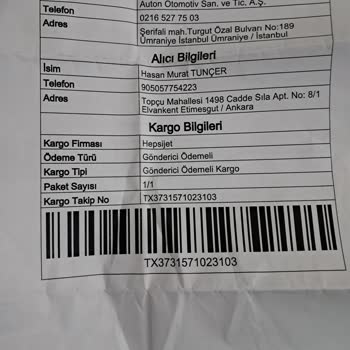 Auton Otomotiv San. ve Tic. A.Ş.
Telefon 0216 527 75 03
Adres Şerifali mah.Turgut Özal Bulvarı No:189
Ümraniye İstanbul Ümraniye / İstanbul
Alıcı Bilgileri
İsim Hasan Murat TUNÇER
Telefon 905057754223
Adres Topçu Mahallesi 1498 Cadde Sıla Apt. No: 8/1
Elvankent Etimesgut / Ankara
Kargo Bilgileri
Kargo Firması Hepsijet
Ödeme Türü Gönderici Ödemeli
Kargo Tipi Gönderici Ödemeli Kargo
Paket Sayısı 1/1
Kargo Takip No TX3731571023103
TX3731571023103